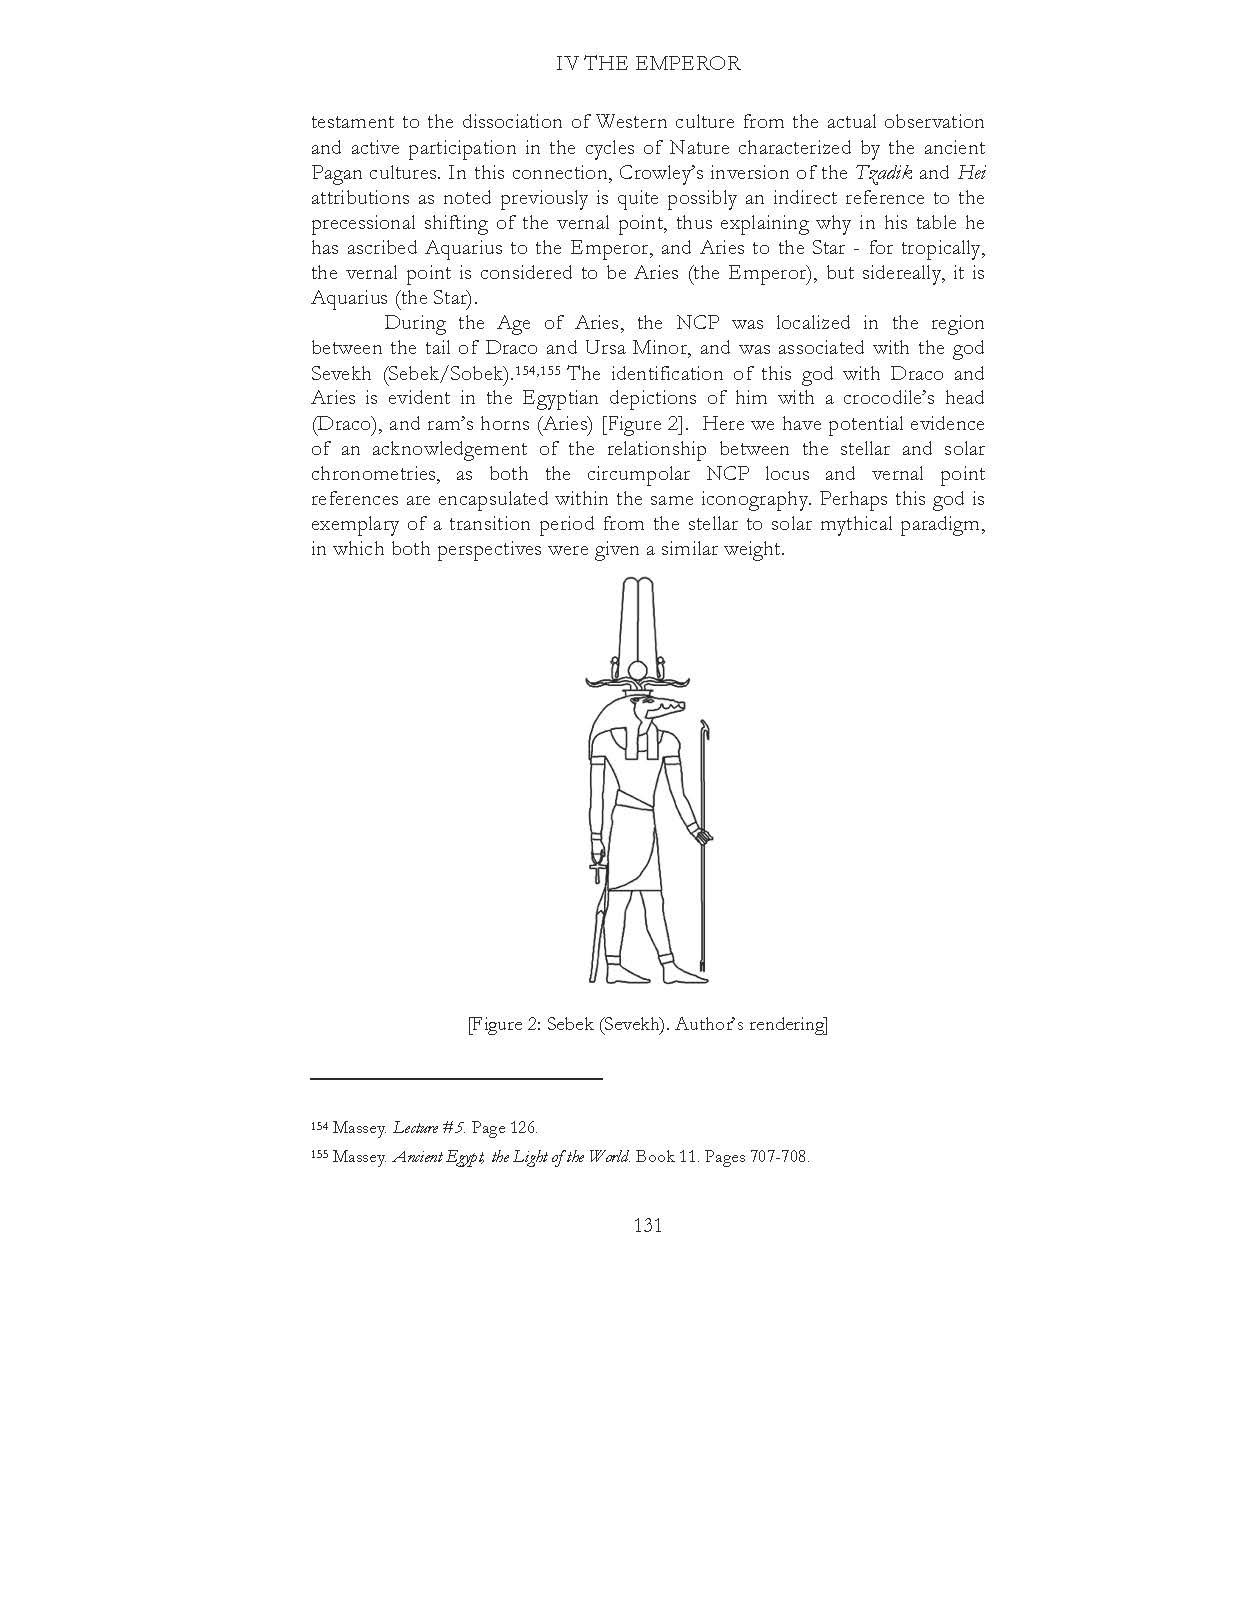 IV THE EMPEROR
testament to the dissociation of Western culture from the actual observation
and active participation in the cycles of Nature characterized by the ancient
Pagan cultures. In this connection, Crowley’s inversion of the Tzadik and Hei
attributions as noted previously is quite possibly an indirect reference to the
precessional shifting of the vernal point, thus explaining why in his table he
has ascribed Aquarius to the Emperor, and Aries to the Star - for tropically,
the vernal point is considered to be Aries (the Emperor), but sidereally, it is
Aquarius (the Star).
During the Age of Aries, the NCP was localized in the region
between the tail of Draco and Ursa Minor, and was associated with the god
Sevekh (Sebek/Sobek).154,155 The identification of this god with Draco and
Aries is evident in the Egyptian depictions of him with a crocodile’s head
(Draco), and ram’s horns (Aries) [Figure 2]. Here we have potential evidence
of an acknowledgement of the relationship between the stellar and solar
chronometries, as both the circumpolar NCP locus and vernal point
references are encapsulated within the same iconography. Perhaps this god is
exemplary of a transition period from the stellar to solar mythical paradigm,
in which both perspectives were given a similar weight.
[Figure 2: Sebek (Sevekh). Author’s rendering]
154 Massey. Lecture #5. Page 126.
155 Massey. Ancient Egypt, the Light of the World. Book 11. Pages 707-708.
131